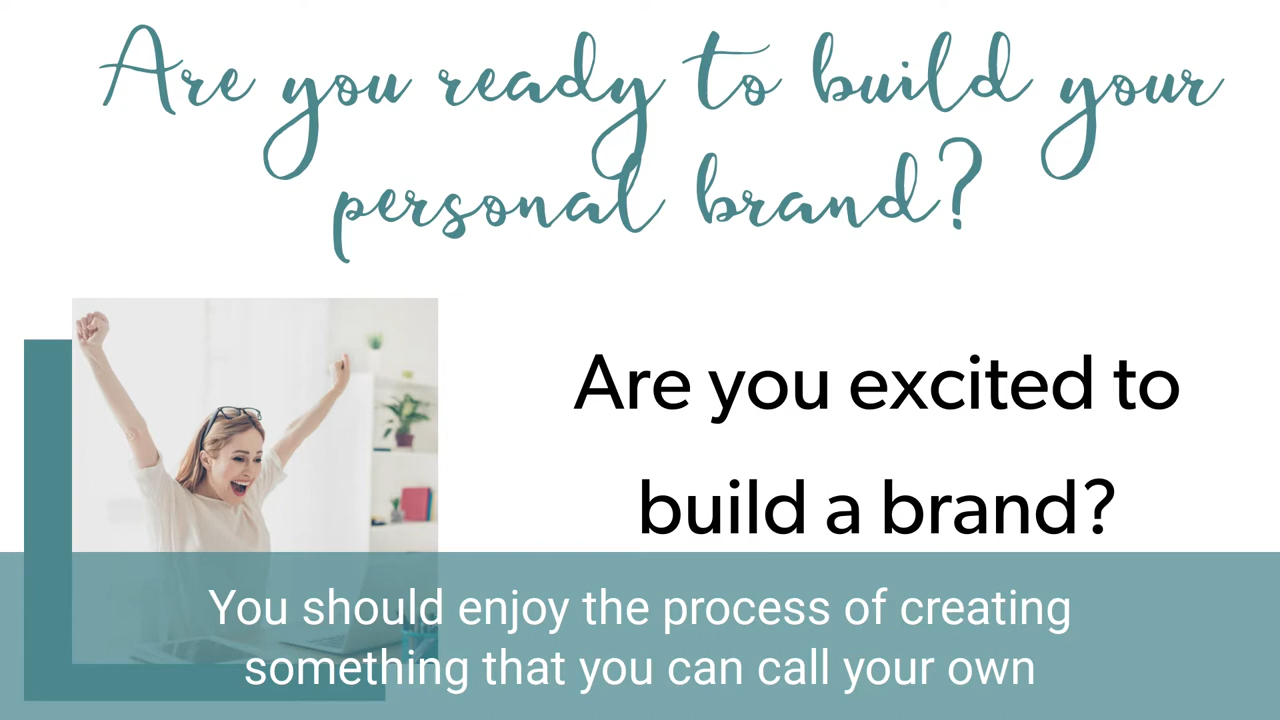 Are you ready to build your
personal brand?
Are you excited to
build a brand?
You should enjoy the process of creating
something that you can call your own